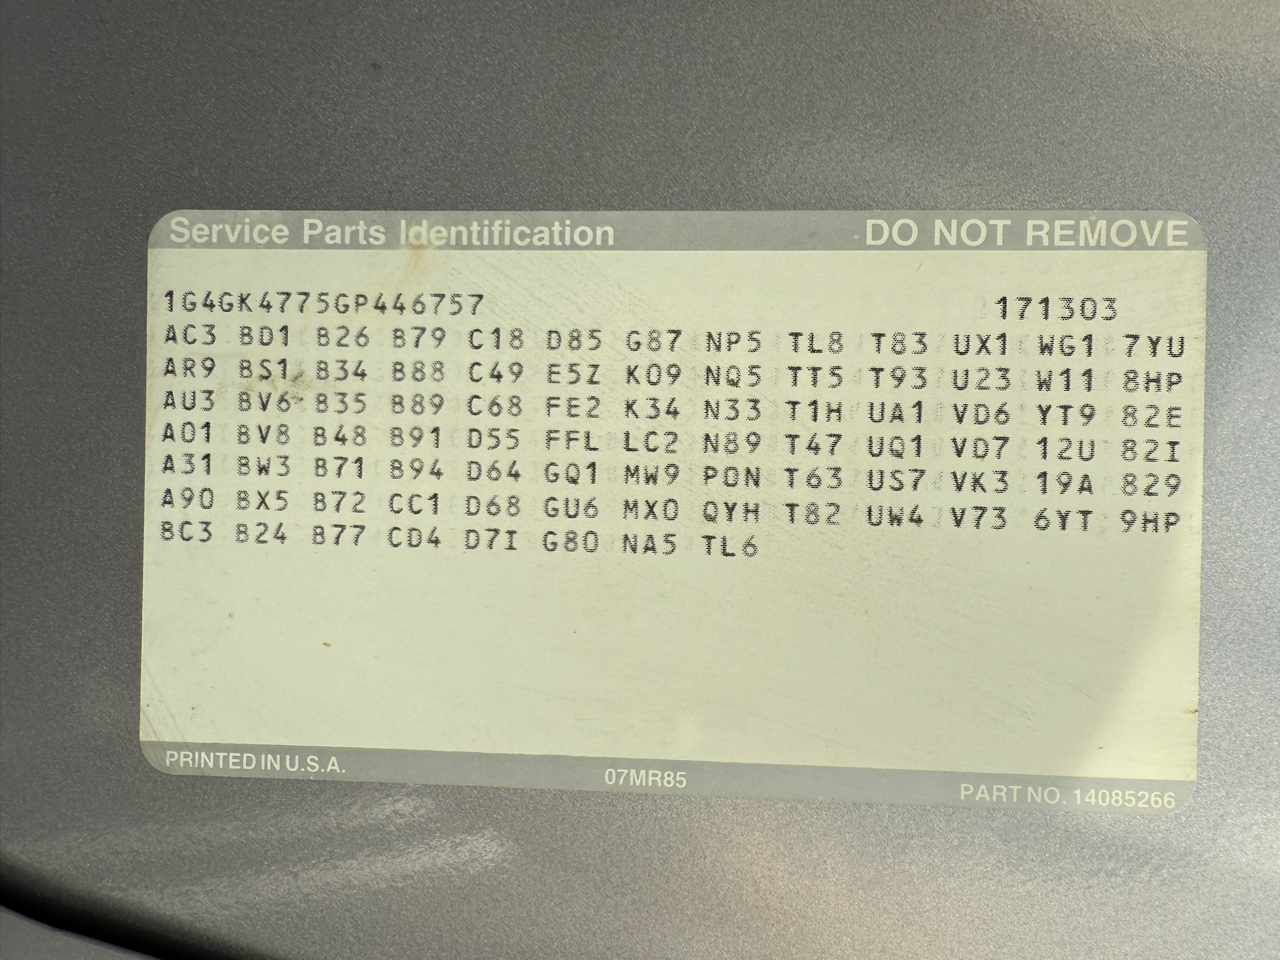 Service Parts Identification DO NOT REMOVE
1G4GK4775GP446757 171303
AC3 BD1 B26 B79 C18 D85 G87 NP5 TL8 T83 UX1 WG1 7YU
AR9 BS1 B34 B88 C49 E5Z K09 NQ5 TT5 T93 U23 W11 8HP
AU3 BV6 B35 B89 C68 FE2 K34 N33 T1H UA1 VD6 YT9 82E
A01 BV8 B48 B91 D55 FFL LC2 N89 T47 UQ1 VD7 12U 82I
A31 BW3 B71 B94 D64 GQ1 MW9 PON T63 US7 VK3 19A 829
A90 BX5 B72 CC1 D68 GU6 MX0 QYH T82 UW4 V73 6YT 9HP
BC3 B24 B77 CD4 D7I G80 NA5 TL6
PRINTED IN U.S.A. 07MR85 PART NO. 14085266